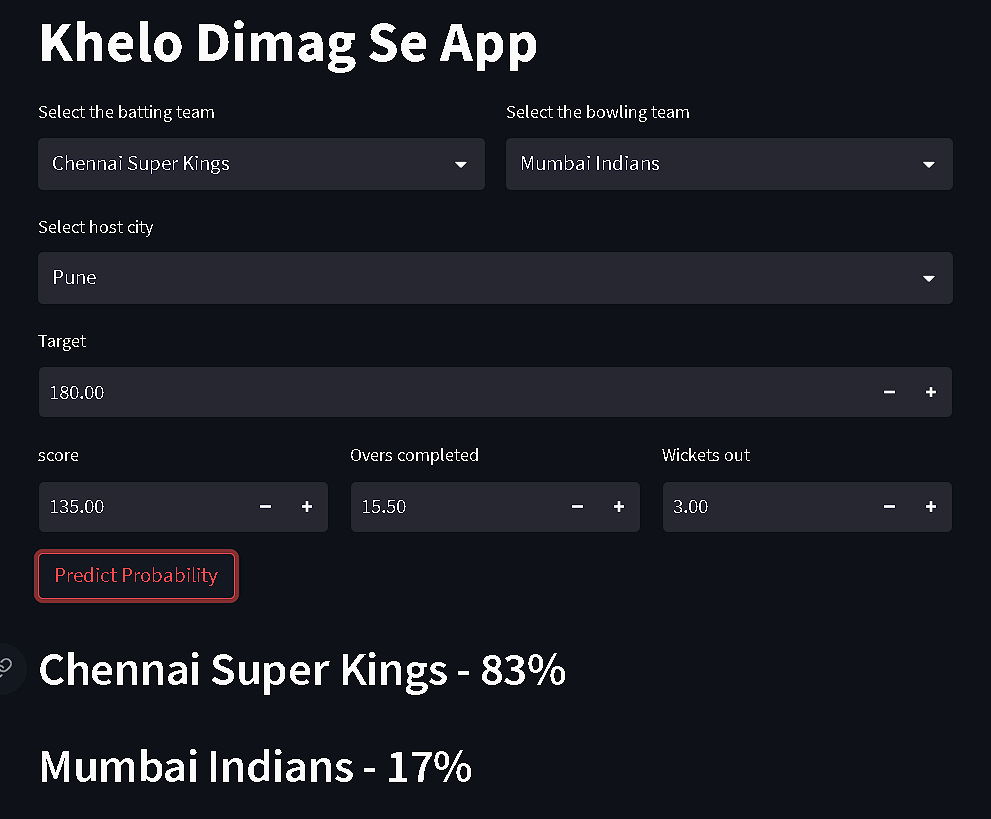 Khelo Dimag Se App
Select the batting team
Select the bowling team
Chennai Super Kings
Mumbai Indians
Select host city
Pune
Target
180.00
score
Overs completed
Wickets out
135.00
15.50
3.00
Predict Probability
Chennai Super Kings - 83%
Mumbai Indians - 17%